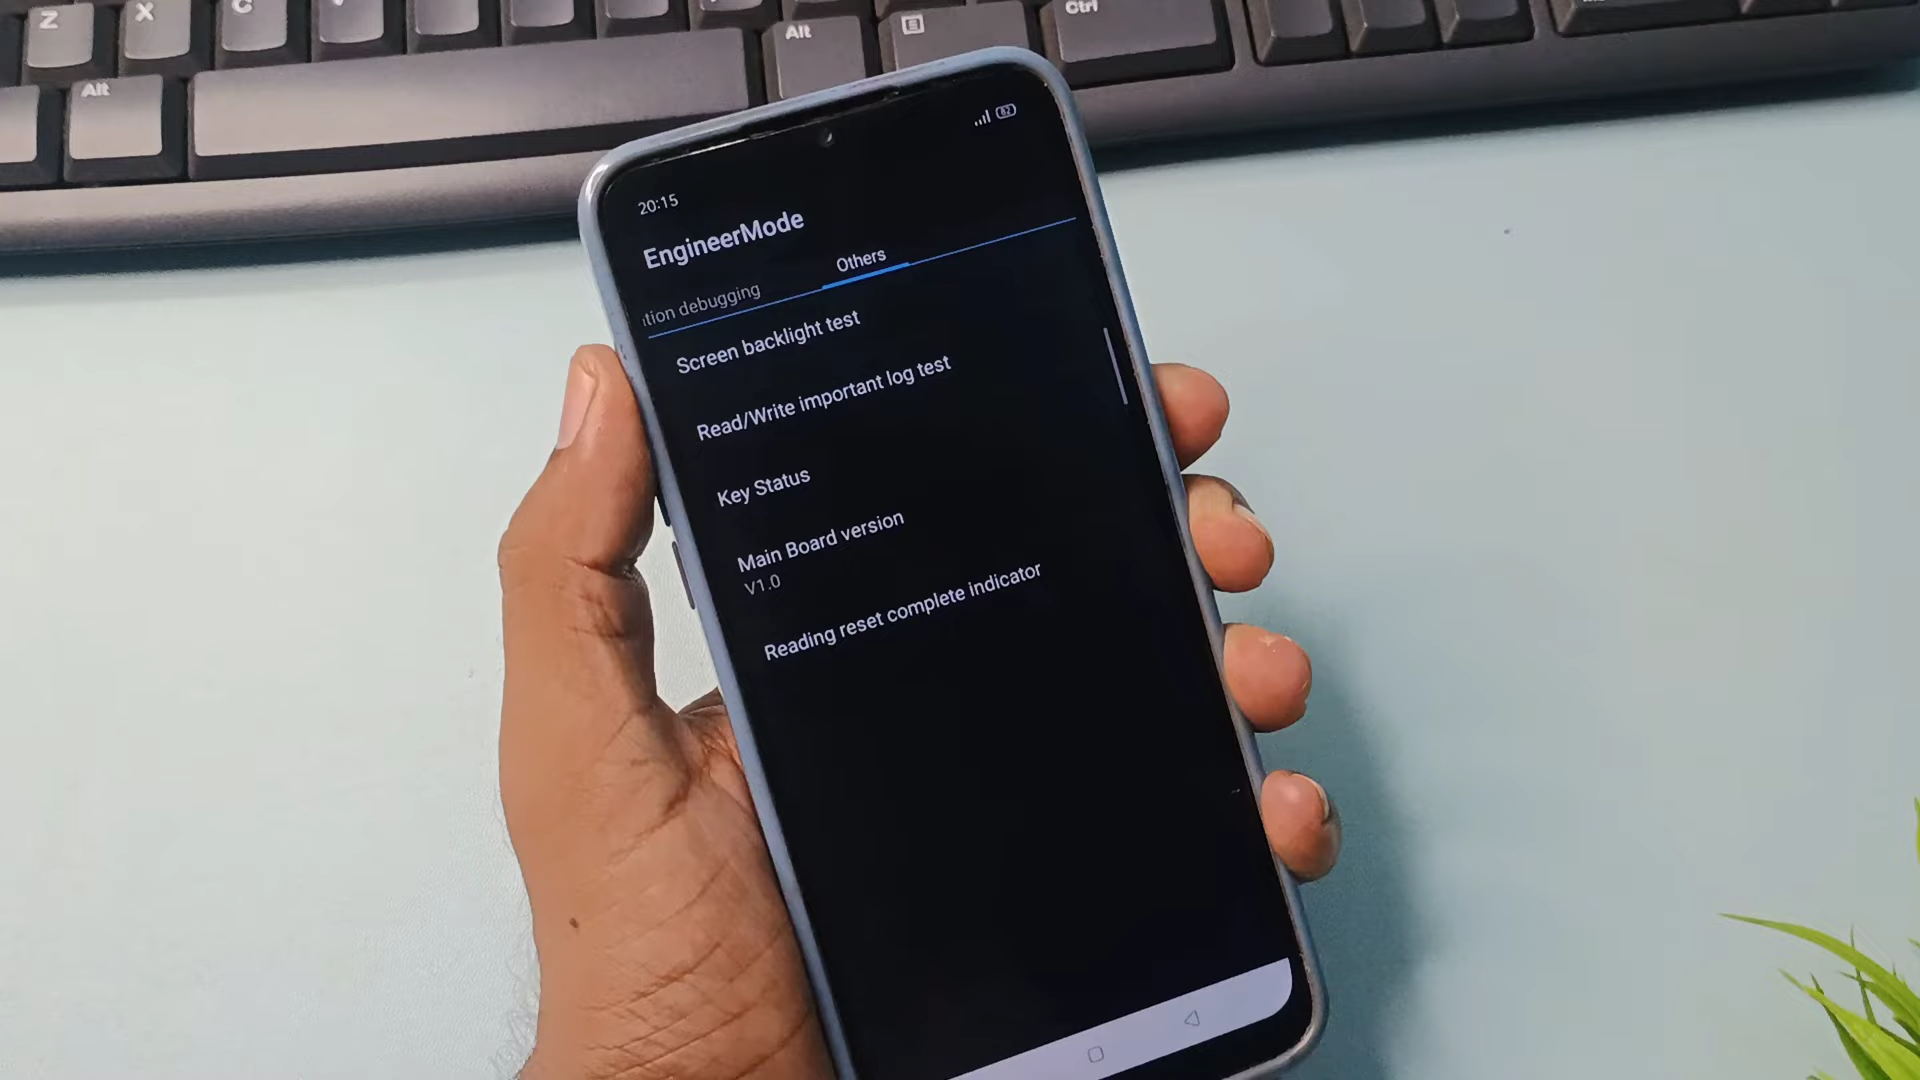 Z X C Ctrl
Alt Alt
20:15 82
EngineerMode
tion debugging Others
Screen backlight test
Read/Write important log test
Key Status
Main Board version
V1.0
Reading reset complete indicator